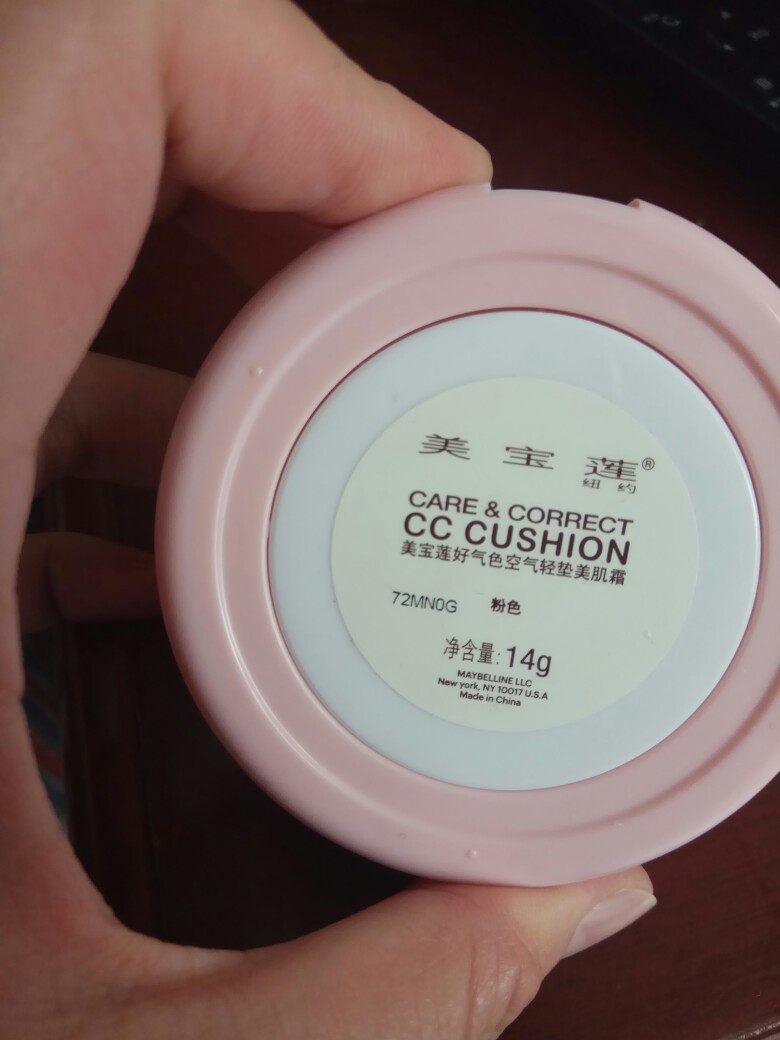 美宝莲®
纽约
CARE & CORRECT
CC CUSHION
美宝莲好气色空气轻垫美肌霜
72MN0G 粉色
净含量: 14g
MAYBELLINE LLC
New york, NY 10017 U.S.A
Made in China